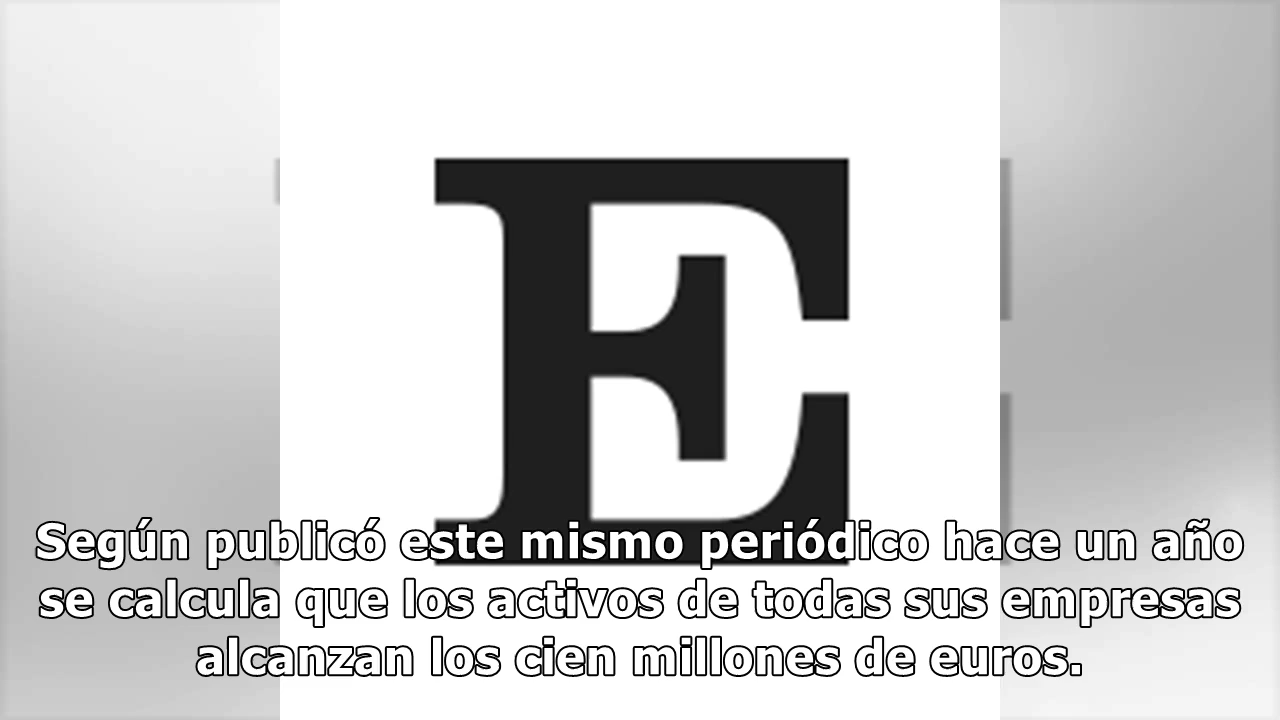 E
Según publicó este mismo periódico hace un año
se calcula que los activos de todas sus empresas
alcanzan los cien millones de euros.